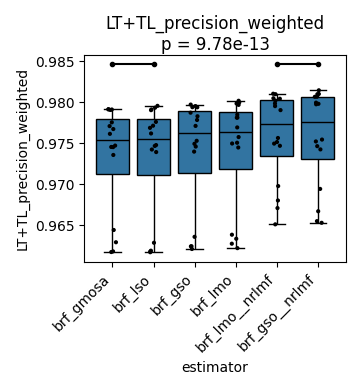 LT+TL_precision_weighted
p = 9.78e-13
LT+TL_precision_weighted
0.985
0.980
0.975
0.970
0.965
brf_gmosa
brf_lso
brf_gso
brf_lmo
brf_lmo__nrlmf
brf_gso__nrlmf
estimator